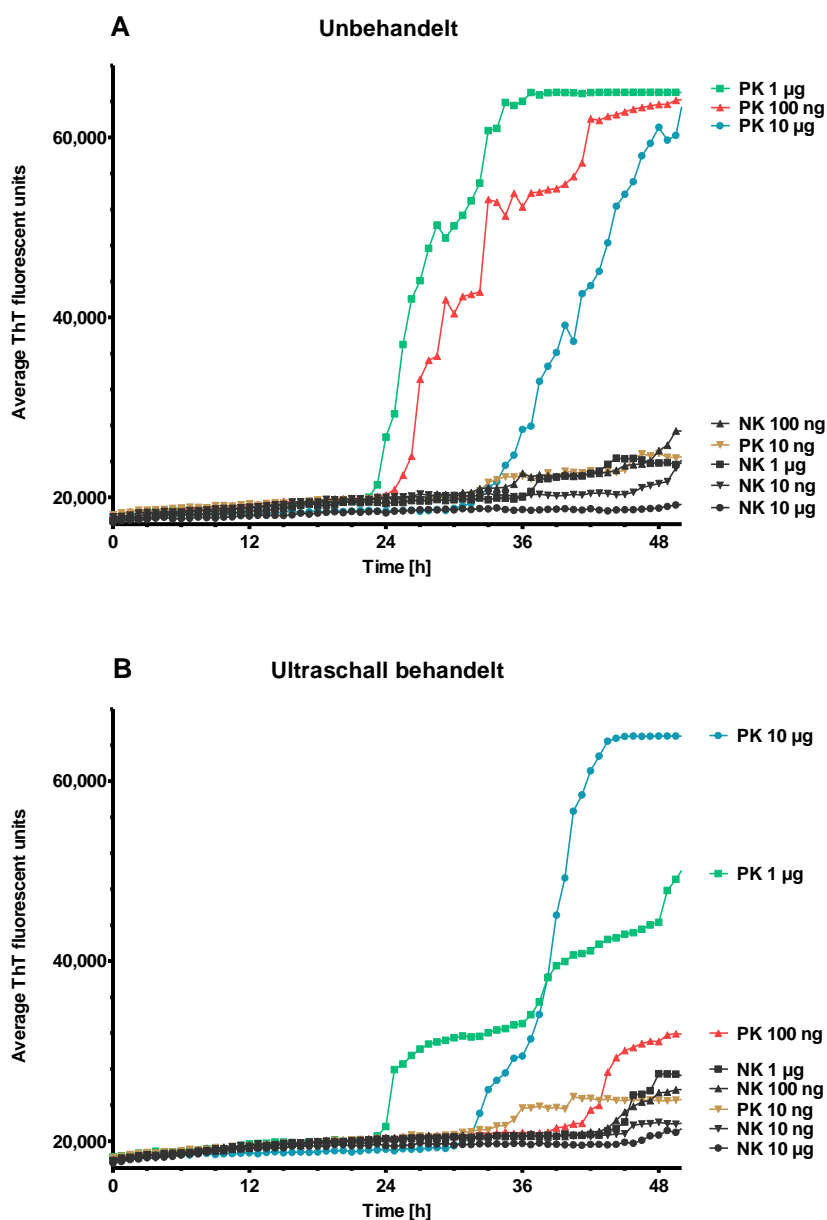 A
Unbehandelt
Average ThT fluorescent units
60,000
40,000
20,000
0
12
24
36
48
Time [h]
PK 1 µg
PK 100 ng
PK 10 µg
NK 100 ng
PK 10 ng
NK 1 µg
NK 10 ng
NK 10 µg
B
Ultraschall behandelt
Average ThT fluorescent units
60,000
40,000
20,000
0
12
24
36
48
Time [h]
PK 10 µg
PK 1 µg
PK 100 ng
NK 1 µg
NK 100 ng
PK 10 ng
NK 10 ng
NK 10 µg